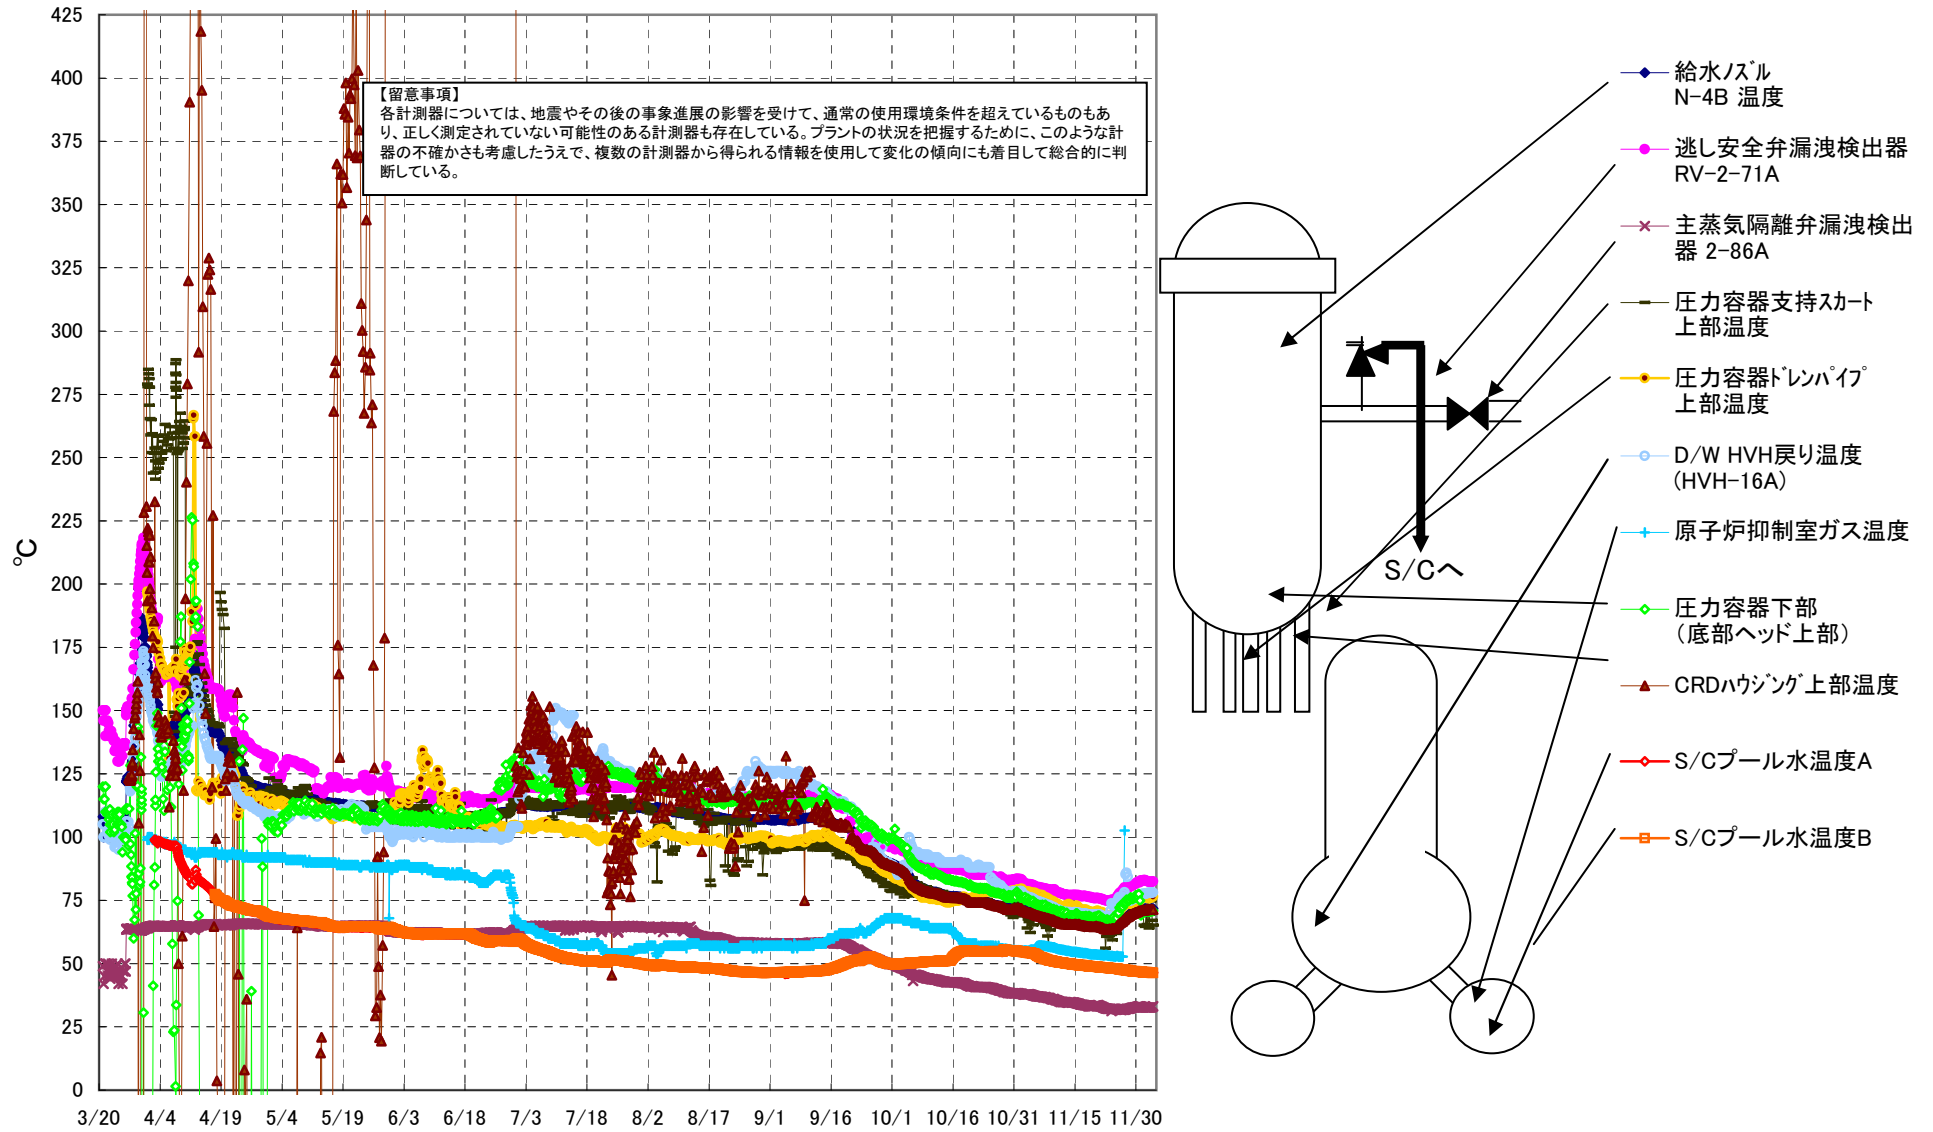 425
400
375
350
325
300
275
250
225
200
175
150
125
100
75
50
25
0
℃
3/20 4/4 4/19 5/4 5/19 6/3 6/18 7/3 7/18 8/2 8/17 9/1 9/16 10/1 10/16 10/31 11/15 11/30
【留意事項】
各計測器については、地震やその後の事象進展の影響を受けて、通常の使用環境条件を超えているものもあ
り、正しく測定されていない可能性のある計測器も存在している。プラントの状況を把握するために、このような計
器の不確かさも考慮したうえで、複数の計測器から得られる情報を使用して変化の傾向にも着目して総合的に判
断している。
S/Cへ
給水ﾉｽﾞﾙ
N-4B 温度
逃し安全弁漏洩検出器
RV-2-71A
主蒸気隔離弁漏洩検出
器 2-86A
圧力容器支持ｽｶｰﾄ
上部温度
圧力容器ﾄﾞﾚﾝﾊﾟｲﾌﾟ
上部温度
D/W HVH戻り温度
(HVH-16A)
原子炉抑制室ガス温度
圧力容器下部
（底部ヘッド上部）
CRDﾊｳｼﾞﾝｸﾞ上部温度
S/Cプール水温度A
S/Cプール水温度B